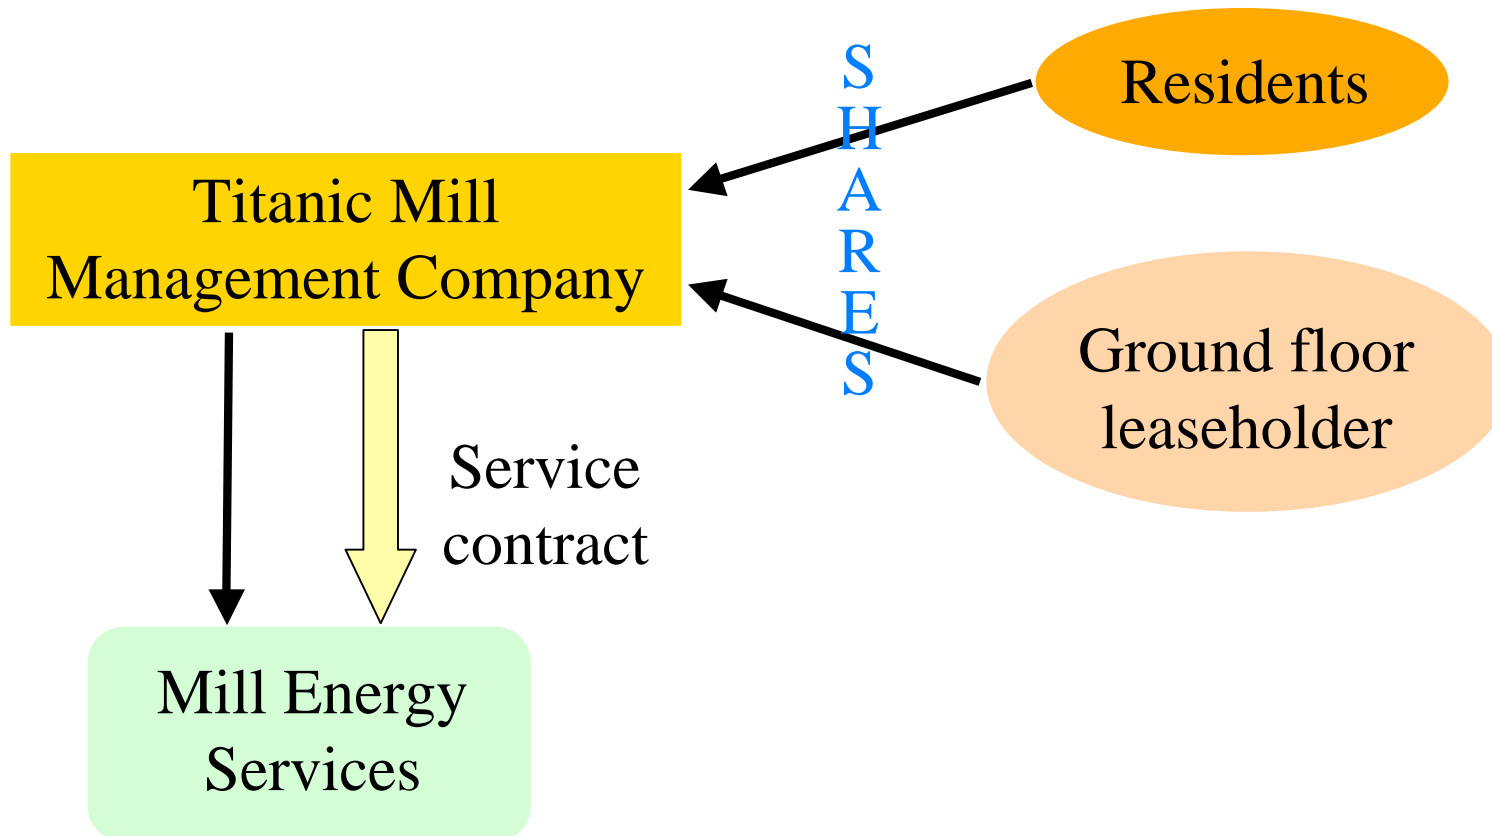 Residents
S
H
A
R
E
S
Titanic Mill
Management Company
Ground floor
leaseholder
Service
contract
Mill Energy
Services